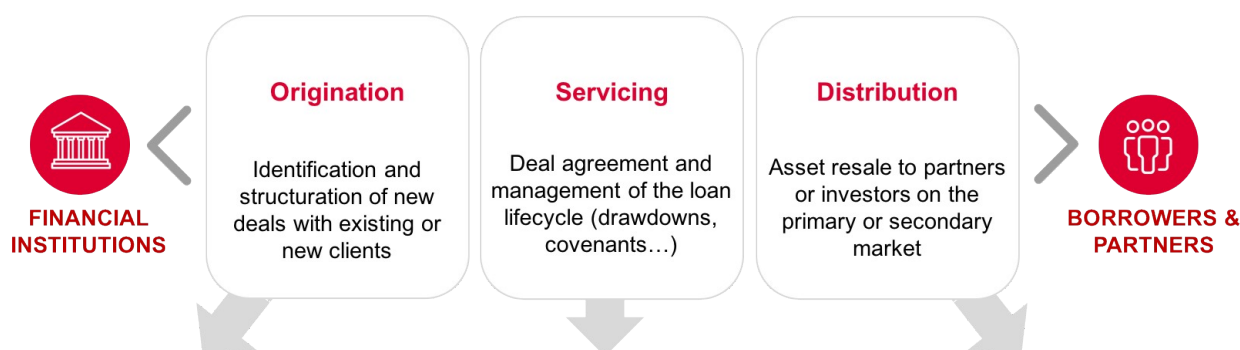 Origination
Identification and
structuration of new
deals with existing or
new clients
Servicing
Deal agreement and
management of the loan
lifecycle (drawdowns,
covenants…)
Distribution
Asset resale to partners
or investors on the
primary or secondary
market
FINANCIAL
INSTITUTIONS
BORROWERS &
PARTNERS